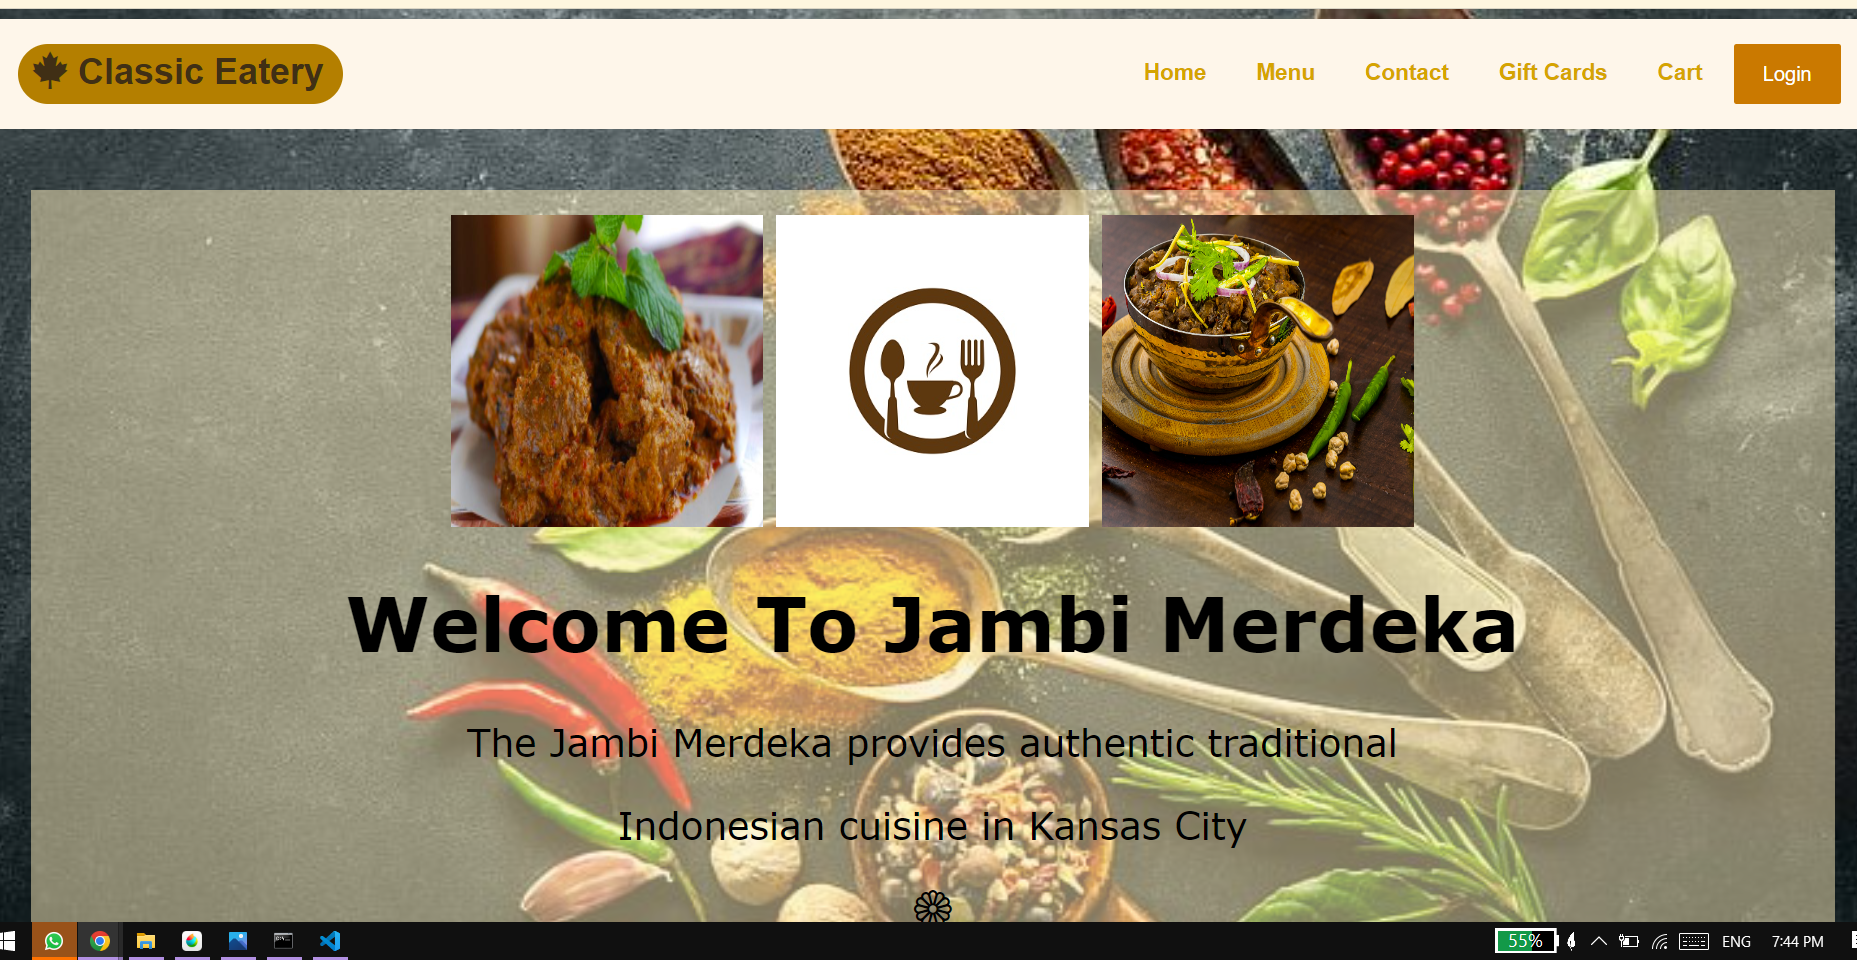 Classic Eatery
Home Menu Contact Gift Cards Cart Login
Welcome To Jambi Merdeka
The Jambi Merdeka provides authentic traditional
Indonesian cuisine in Kansas City
55% ENG 7:44 PM